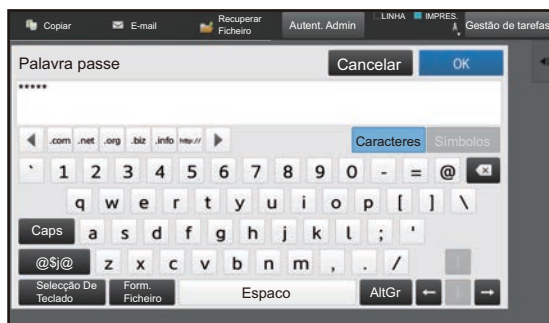 Copiar E-mail Recuperar Ficheiro Autent. Admin LINHA IMPRES. Gestão de tarefas
Palavra passe Cancelar OK
*****
.com .net .org .biz .info http:// Caracteres Símbolos
` 1 2 3 4 5 6 7 8 9 0 - = @
q w e r t y u i o p [ ] \
Caps a s d f g h j k l ; '
@$j@ z x c v b n m , . /
Selecção De Teclado Form. Ficheiro Espaco AltGr ← ↓ →